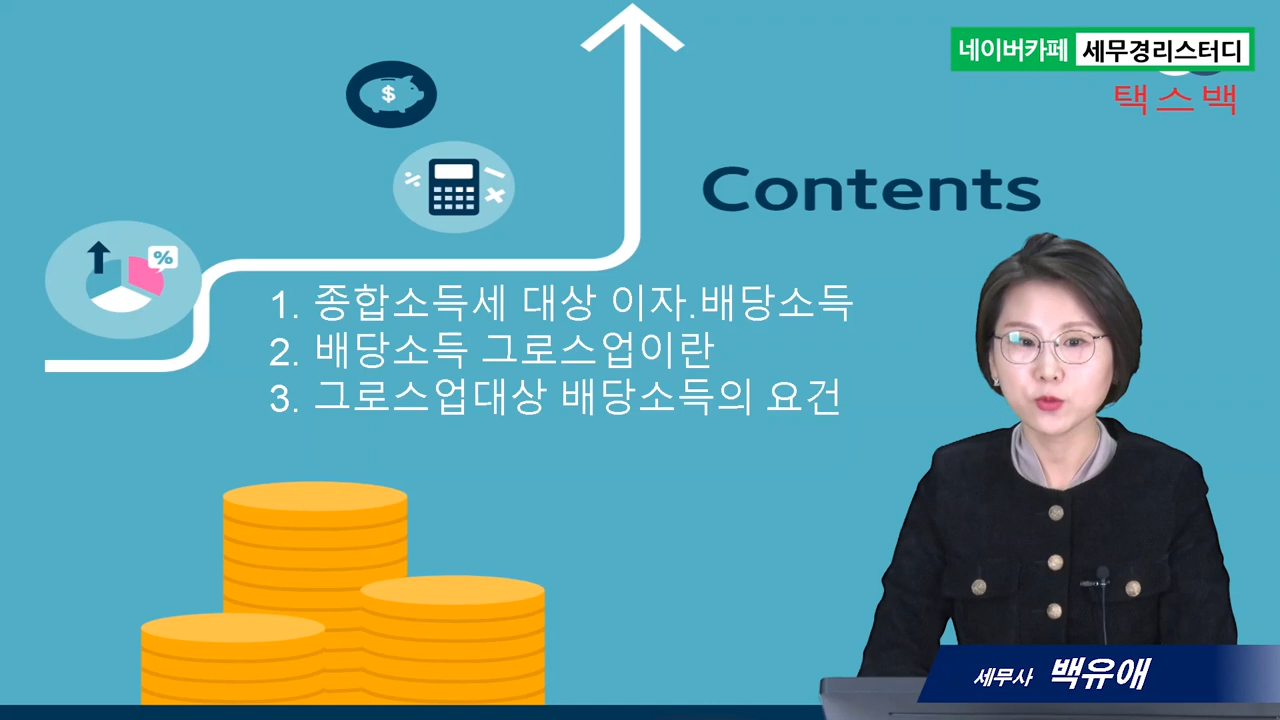 네이버카페 세무경리스터디
택스백
Contents
$
%
1. 종합소득세 대상 이자.배당소득
2. 배당소득 그로스업이란
3. 그로스업대상 배당소득의 요건
세무사 백유애